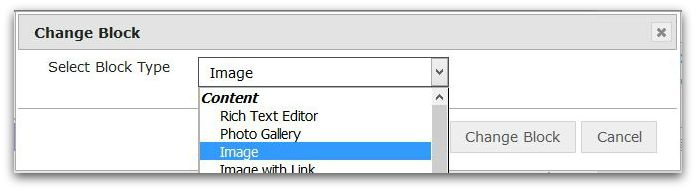 Change Block
Select Block Type
Image
Content
Rich Text Editor
Photo Gallery
Image
Image with Link
Change Block
Cancel